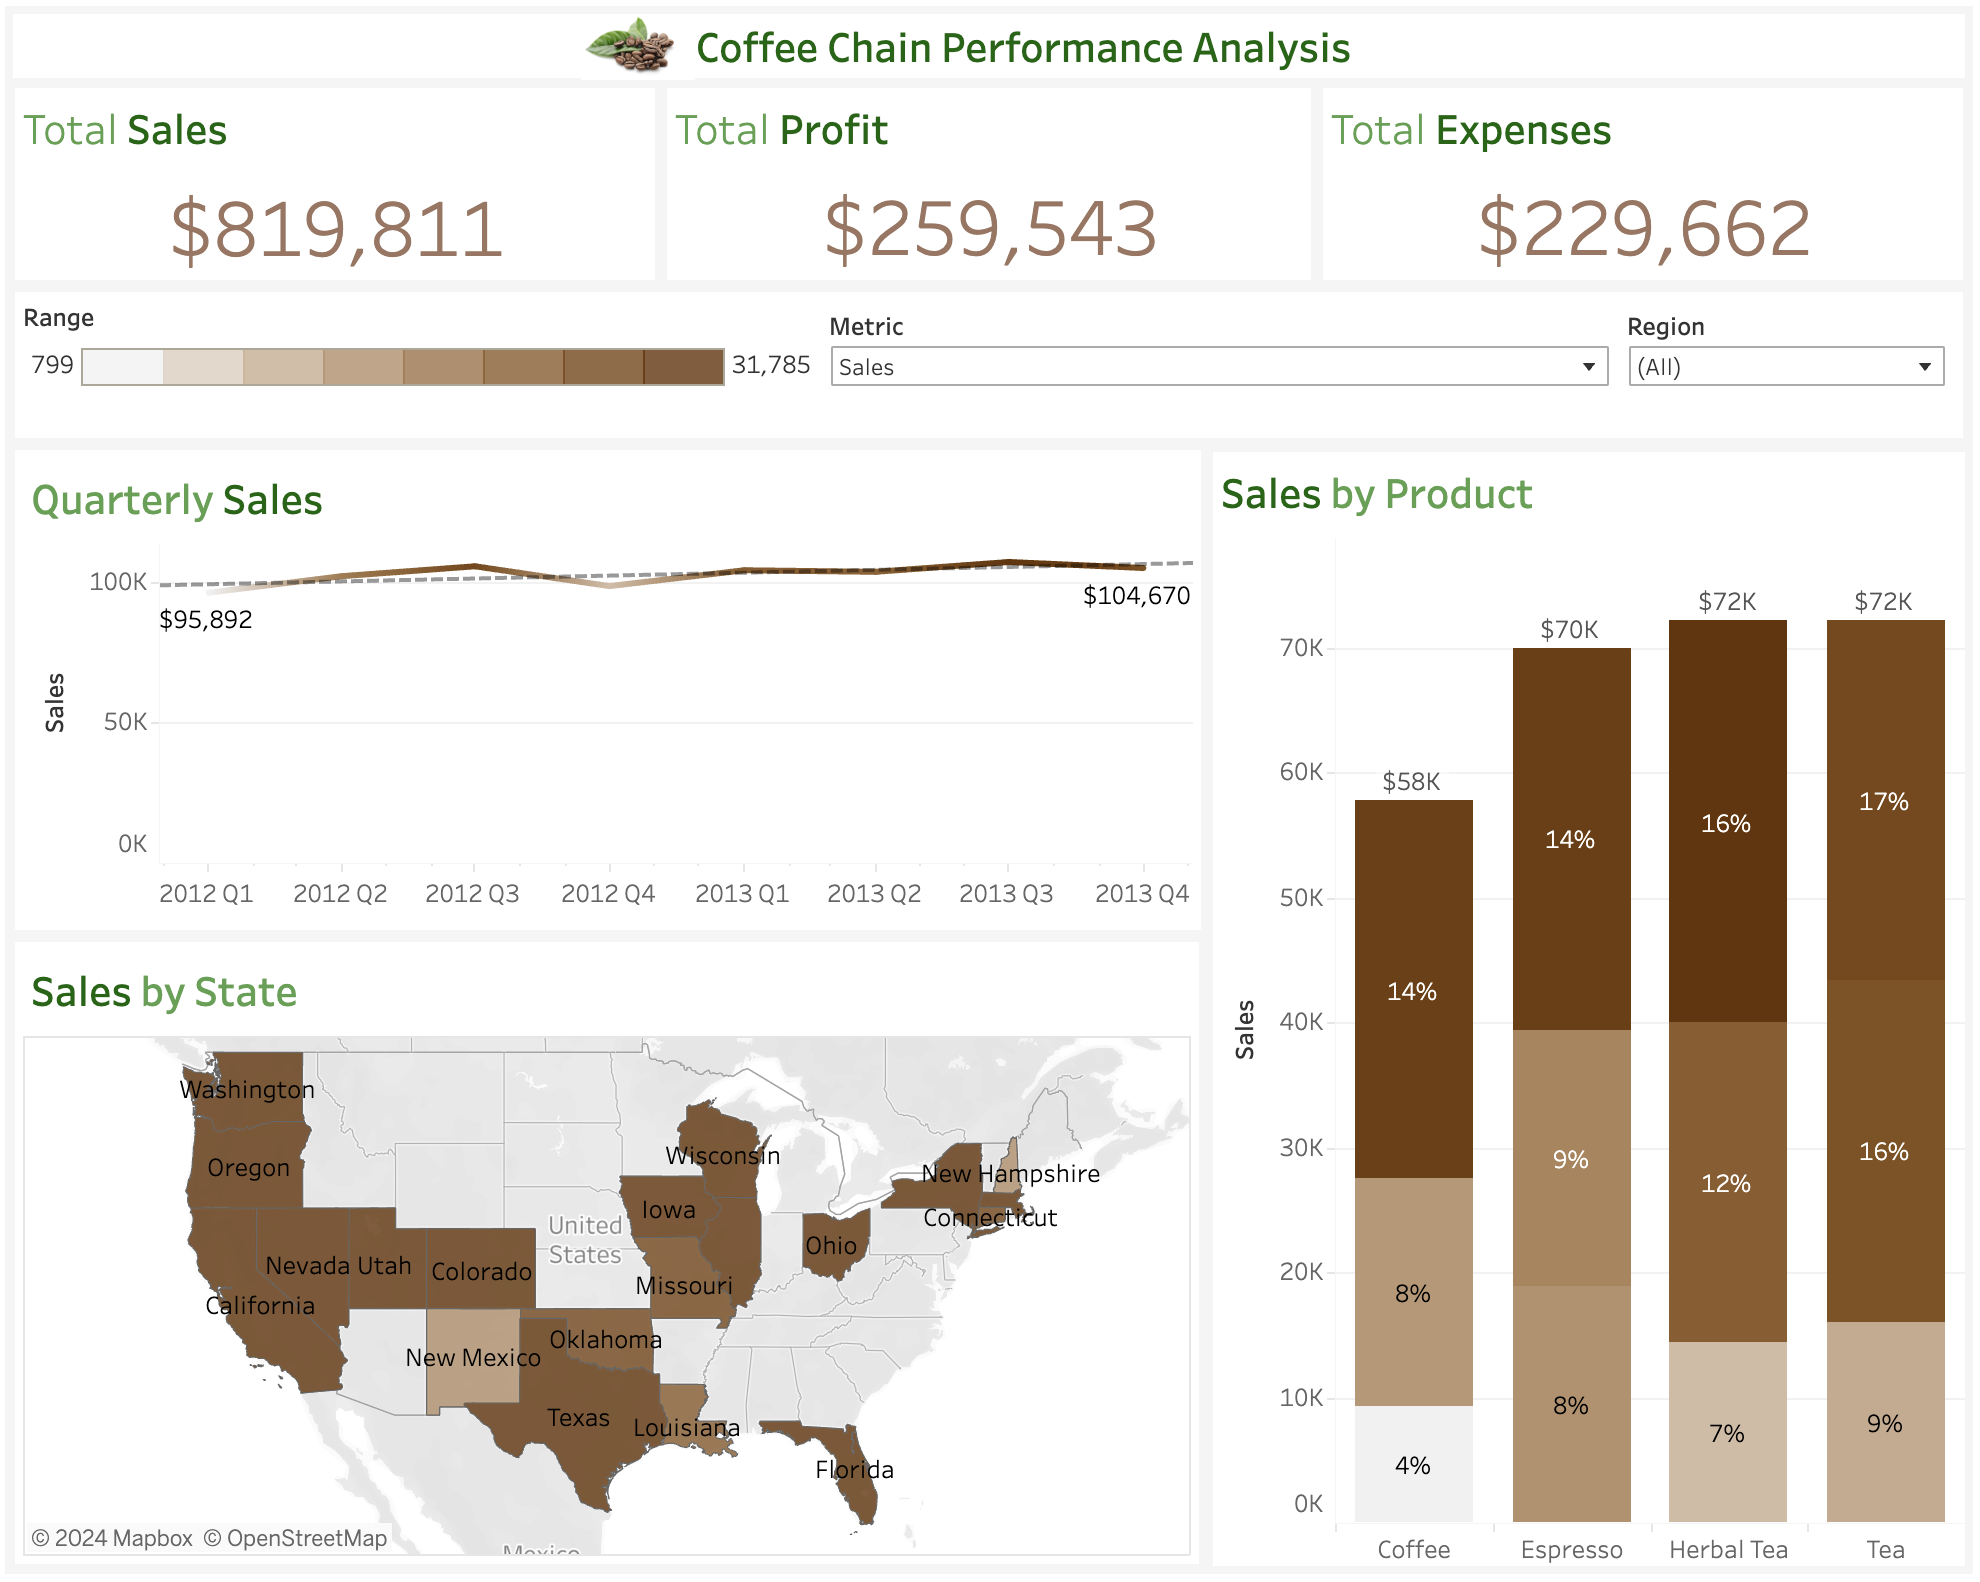 Coffee Chain Performance Analysis
Total Sales
$819,811
Total Profit
$259,543
Total Expenses
$229,662
Range
799
31,785
Metric
Sales
Region
(All)
Quarterly Sales
Sales
100K
50K
0K
$95,892
$104,670
2012 Q1
2012 Q2
2012 Q3
2012 Q4
2013 Q1
2013 Q2
2013 Q3
2013 Q4
Sales by State
Washington
Oregon
Nevada
Utah
Colorado
California
New Mexico
Texas
Oklahoma
Louisiana
Missouri
Iowa
Wisconsin
Ohio
Florida
New Hampshire
Connecticut
United
States
Mexico
© 2024 Mapbox © OpenStreetMap
Sales by Product
Sales
70K
60K
50K
40K
30K
20K
10K
0K
$58K
14%
8%
4%
Coffee
$70K
14%
9%
8%
Espresso
$72K
16%
12%
7%
Herbal Tea
$72K
17%
16%
9%
Tea